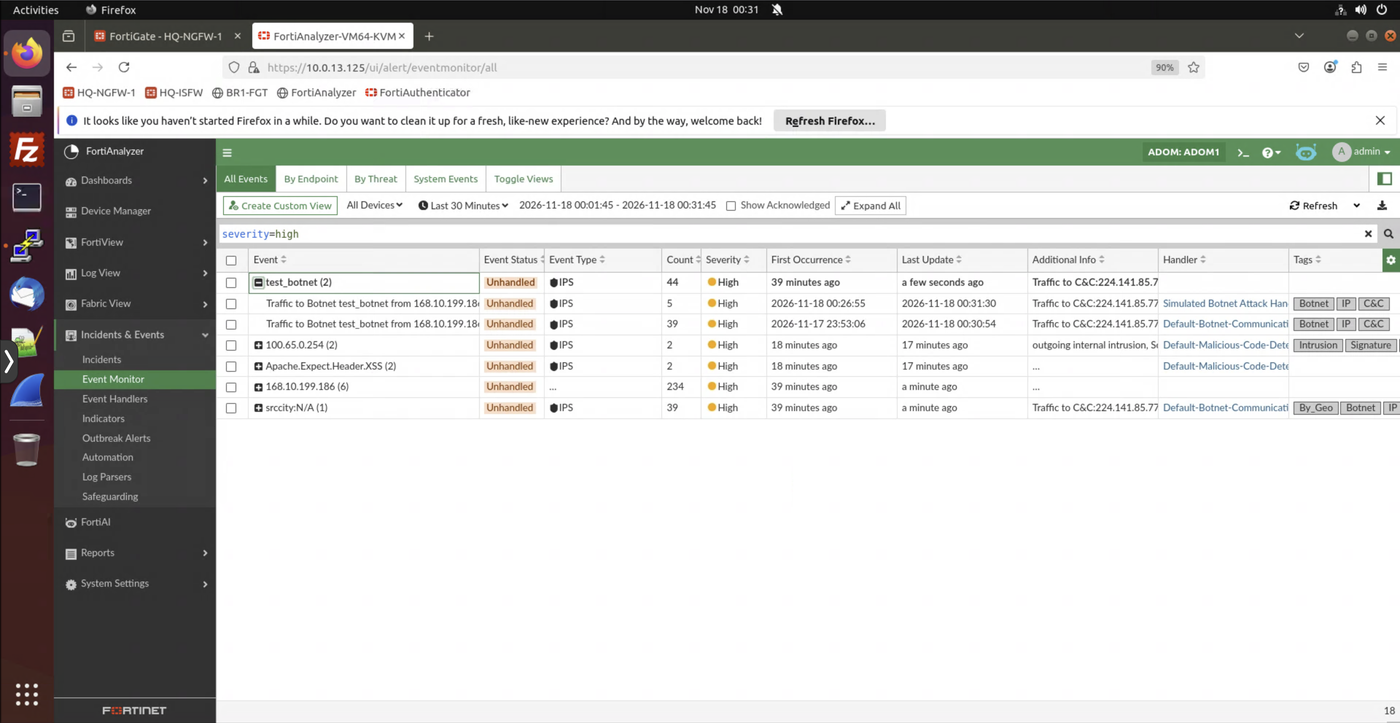 Activities Firefox Nov 18 00:31
FortiGate - HQ-NGFW-1 × FortiAnalyzer-VM64-KVM × +
https://10.0.13.125/ui/alert/eventmonitor/all 90%
HQ-NGFW-1 HQ-ISFW BR1-FGT FortiAnalyzer FortiAuthenticator
It looks like you haven't started Firefox in a while. Do you want to clean it up for a fresh, like-new experience? And by the way, welcome back! Refresh Firefox...
FortiAnalyzer ADOM: ADOM1 A admin
Dashboards
Device Manager
FortiView
Log View
Fabric View
Incidents & Events
Incidents
Event Monitor
Event Handlers
Indicators
Outbreak Alerts
Automation
Log Parsers
Safeguarding
FortiAI
Reports
System Settings
FORTINET
All Events By Endpoint By Threat System Events Toggle Views
Create Custom View All Devices Last 30 Minutes 2026-11-18 00:01:45 - 2026-11-18 00:31:45 Show Acknowledged Expand All Refresh
severity=high
Event Event Status Event Type Count Severity First Occurrence Last Update Additional Info Handler Tags
test_botnet (2) Unhandled IPS 44 High 39 minutes ago a few seconds ago Traffic to C&C:224.141.85.7
Traffic to Botnet test_botnet from 168.10.199.186 Unhandled IPS 5 High 2026-11-18 00:26:55 2026-11-18 00:31:30 Traffic to C&C:224.141.85.77 Simulated Botnet Attack Han Botnet IP C&C
Traffic to Botnet test_botnet from 168.10.199.186 Unhandled IPS 39 High 2026-11-17 23:53:06 2026-11-18 00:30:54 Traffic to C&C:224.141.85.77 Default-Botnet-Communicati Botnet IP C&C
100.65.0.254 (2) Unhandled IPS 2 High 18 minutes ago 17 minutes ago outgoing internal intrusion, Sc Default-Malicious-Code-Dete Intrusion Signature
Apache.Expect.Header.XSS (2) Unhandled IPS 2 High 18 minutes ago 17 minutes ago ... Default-Malicious-Code-Dete
168.10.199.186 (6) Unhandled ... 234 High 39 minutes ago a minute ago ...
srccity:N/A (1) Unhandled IPS 39 High 39 minutes ago a minute ago Traffic to C&C:224.141.85.77 Default-Botnet-Communicati By_Geo Botnet IP
18